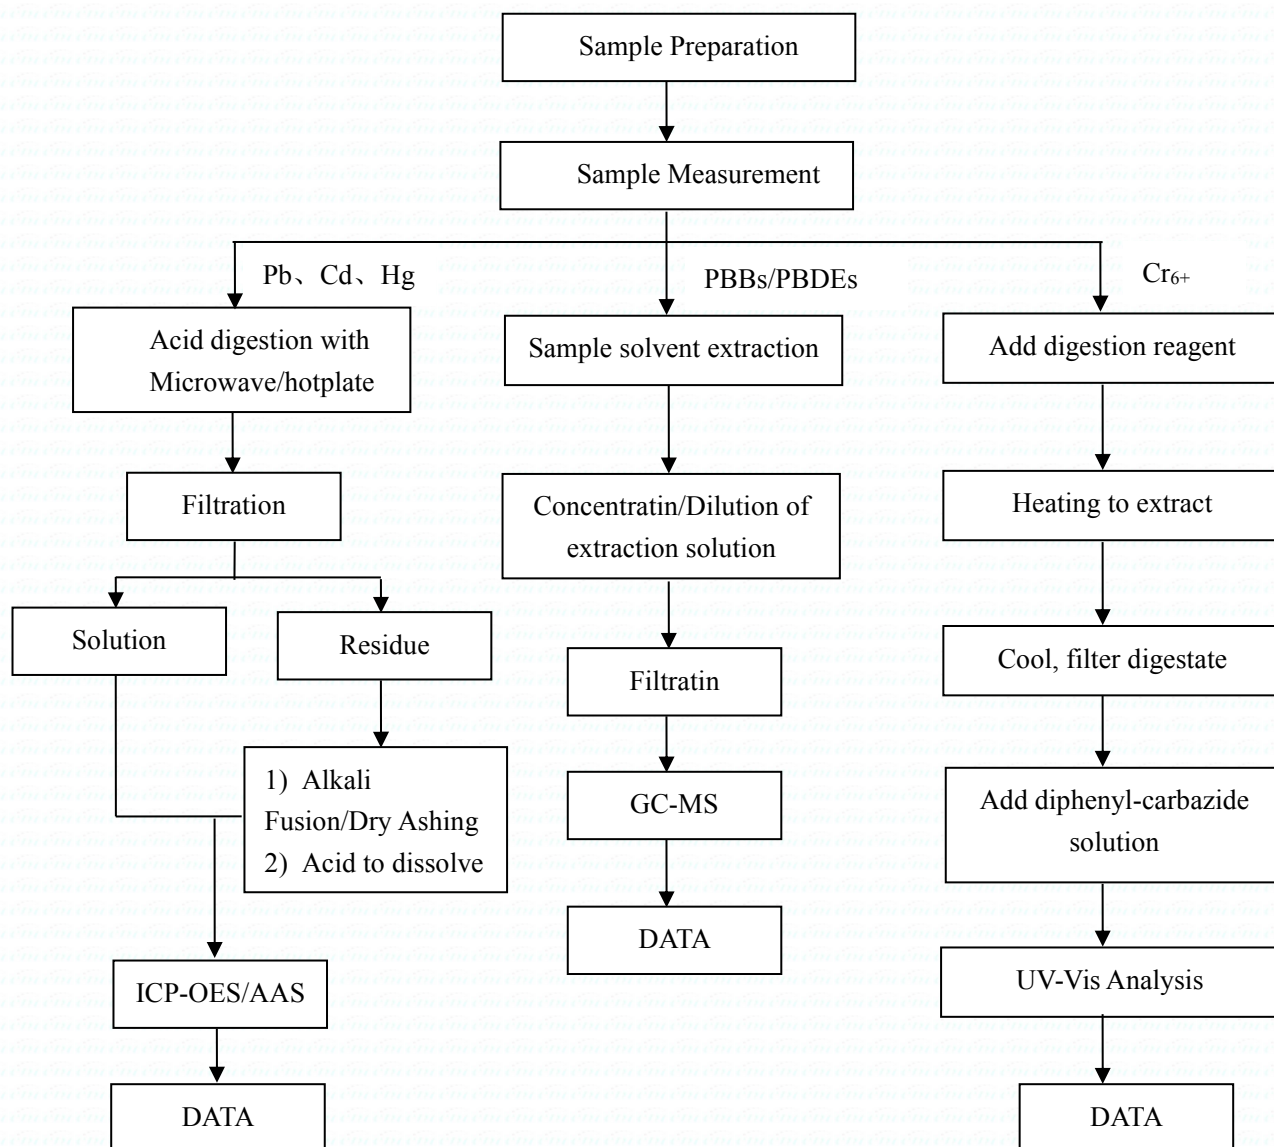 Sample Preparation
Sample Measurement
Pb、Cd、Hg
PBBs/PBDEs
Cr6+
Acid digestion with
Microwave/hotplate
Sample solvent extraction
Add digestion reagent
Filtration
Concentratin/Dilution of
extraction solution
Heating to extract
Solution
Residue
Filtratin
Cool, filter digestate
1) Alkali
Fusion/Dry Ashing
2) Acid to dissolve
GC-MS
Add diphenyl-carbazide
solution
DATA
ICP-OES/AAS
UV-Vis Analysis
DATA
DATA